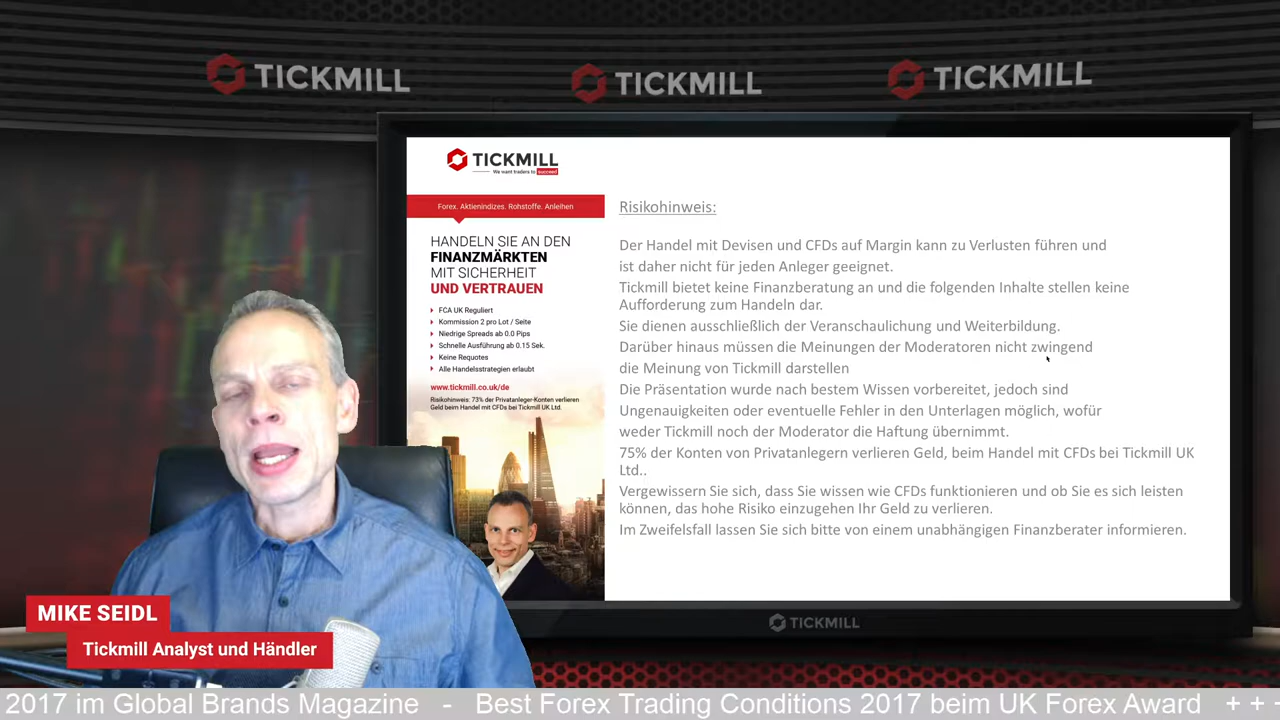 TICKMILL
TICKMILL
TICKMILL
TICKMILL
We want traders to succeed
Forex. Aktienindizes. Rohstoffe. Anleihen
HANDELN SIE AN DEN
FINANZMÄRKTEN
MIT SICHERHEIT
UND VERTRAUEN
FCA UK Reguliert
Kommission 2 pro Lot / Seite
Niedrige Spreads ab 0.0 Pips
Schnelle Ausführung ab 0.15 Sek.
Keine Requotes
Alle Handelsstrategien erlaubt
www.tickmill.co.uk/de
Risikohinweis: 73% der Privatanleger-Konten verlieren
Geld beim Handel mit CFDs bei Tickmill UK Ltd.
Risikohinweis:
Der Handel mit Devisen und CFDs auf Margin kann zu Verlusten führen und
ist daher nicht für jeden Anleger geeignet.
Tickmill bietet keine Finanzberatung an und die folgenden Inhalte stellen keine
Aufforderung zum Handeln dar.
Sie dienen ausschließlich der Veranschaulichung und Weiterbildung.
Darüber hinaus müssen die Meinungen der Moderatoren nicht zwingend
die Meinung von Tickmill darstellen
Die Präsentation wurde nach bestem Wissen vorbereitet, jedoch sind
Ungenauigkeiten oder eventuelle Fehler in den Unterlagen möglich, wofür
weder Tickmill noch der Moderator die Haftung übernimmt.
75% der Konten von Privatanlegern verlieren Geld, beim Handel mit CFDs bei Tickmill UK
Ltd..
Vergewissern Sie sich, dass Sie wissen wie CFDs funktionieren und ob Sie es sich leisten
können, das hohe Risiko einzugehen Ihr Geld zu verlieren.
Im Zweifelsfall lassen Sie sich bitte von einem unabhängigen Finanzberater informieren.
TICKMILL
MIKE SEIDL
Tickmill Analyst und Händler
2017 im Global Brands Magazine - Best Forex Trading Conditions 2017 beim UK Forex Award + + +